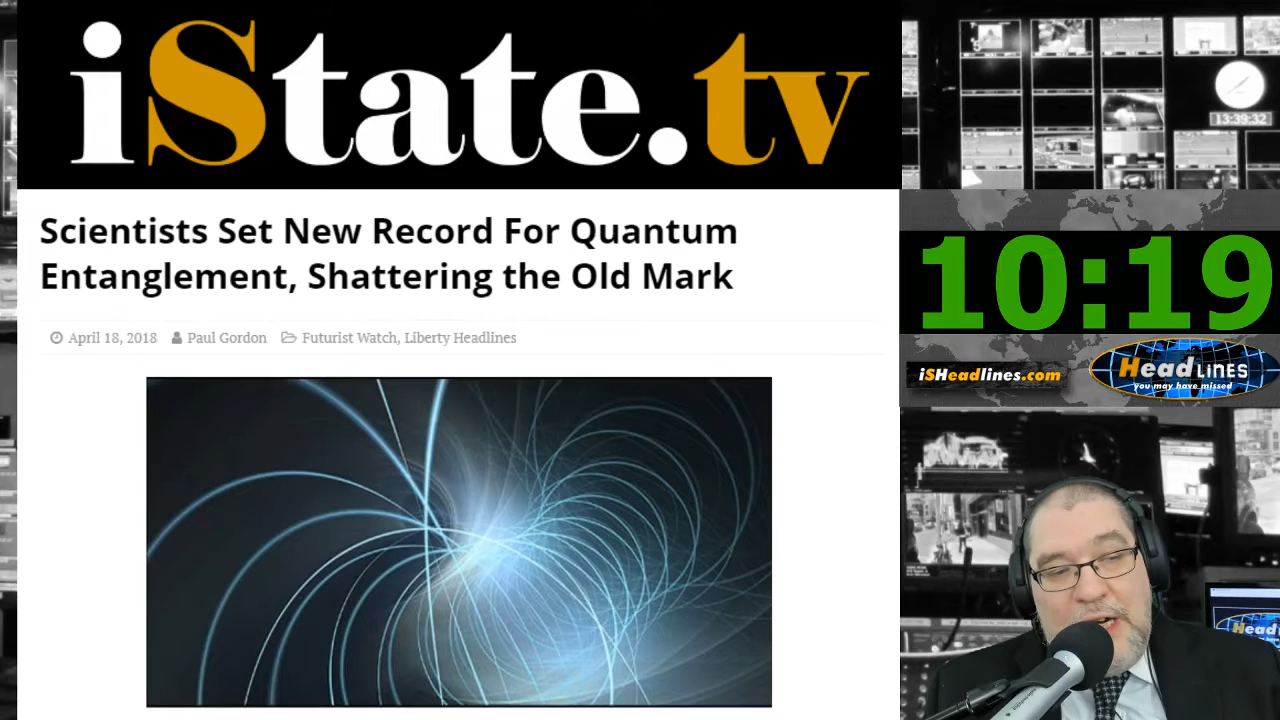 iState.tv
13:39:32
Scientists Set New Record For Quantum
Entanglement, Shattering the Old Mark
April 18, 2018 Paul Gordon Futurist Watch, Liberty Headlines
10:19
iSHeadlines.com
HeadLINES
you may have missed